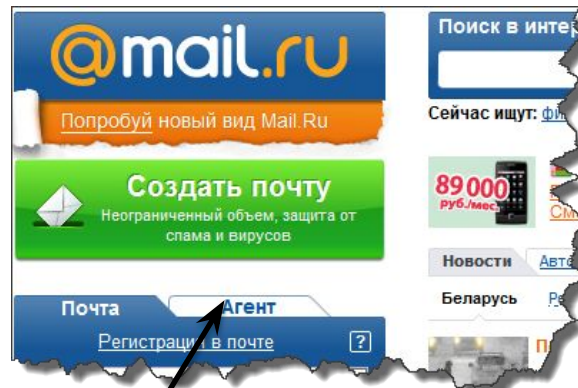 @mail.ru
Попробуй новый вид Mail.Ru
Создать почту
Неограниченный объем, защита от
спама и вирусов
Почта
Агент
Регистрация в почте
?
Поиск в
Сейчас ищут:
89 000
руб./мес.
Новости
Беларусь